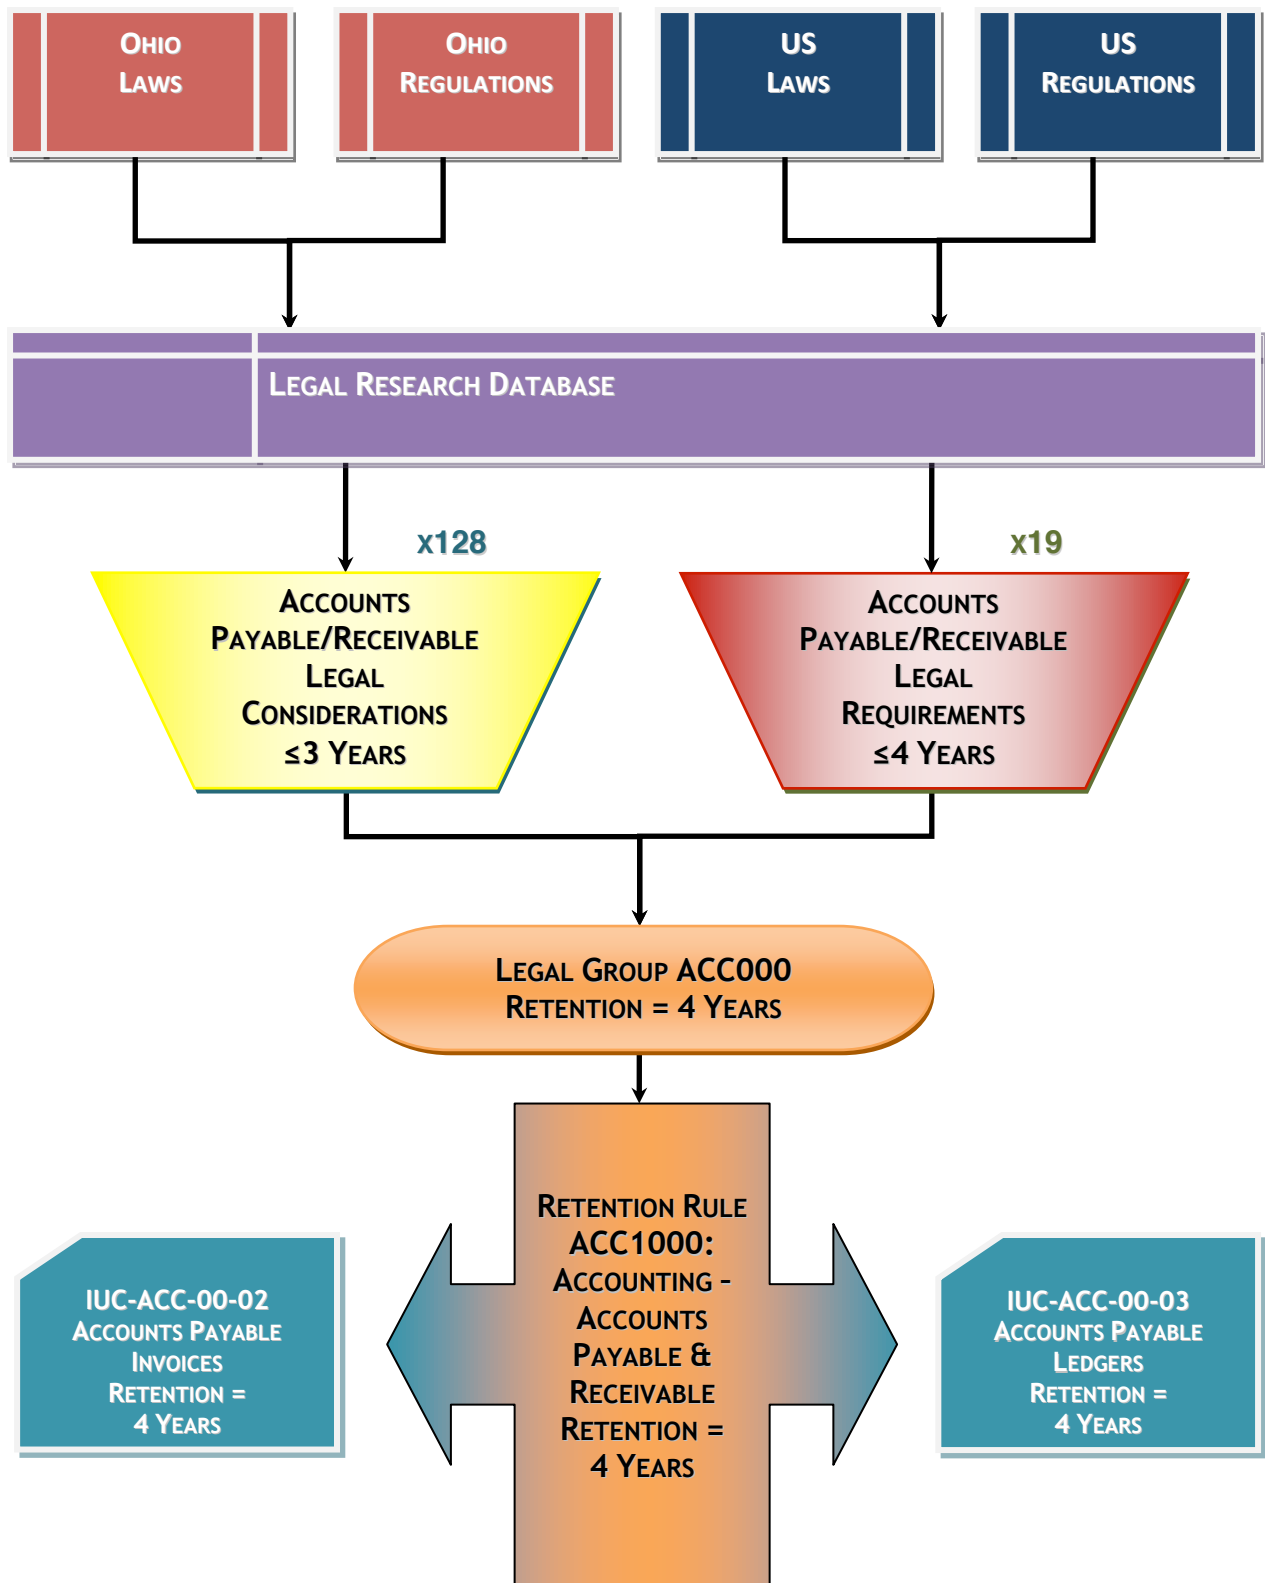 Ohio
Laws
Ohio
Regulations
US
Laws
US
Regulations
Legal Research Database
x128
x19
Accounts
Payable/Receivable
Legal
Considerations
≤3 Years
Accounts
Payable/Receivable
Legal
Requirements
≤4 Years
Legal Group ACC000
Retention = 4 Years
Retention Rule
ACC1000:
Accounting –
Accounts
Payable &
Receivable
Retention =
4 Years
IUC-ACC-00-02
Accounts Payable
Invoices
Retention =
4 Years
IUC-ACC-00-03
Accounts Payable
Ledgers
Retention =
4 Years